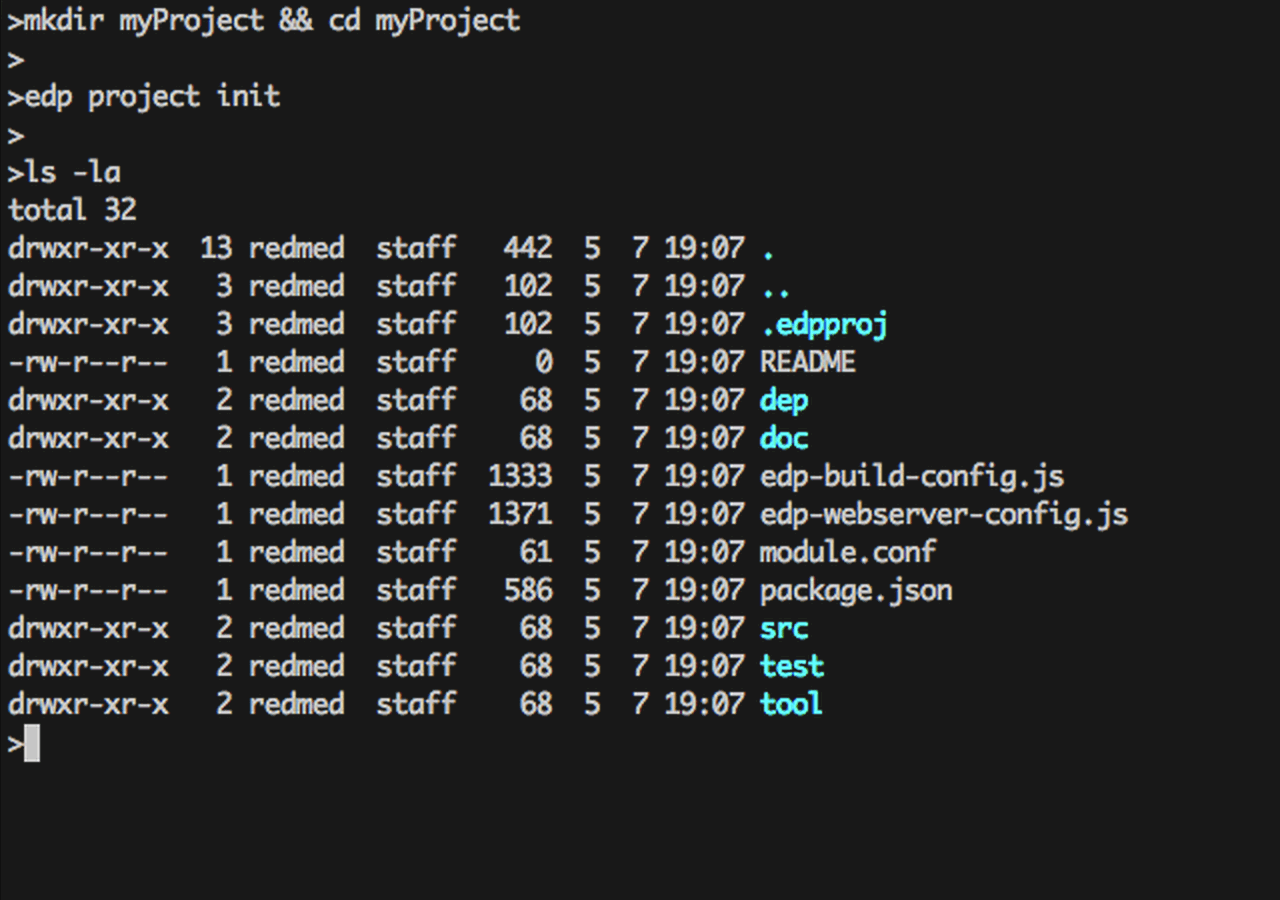 >mkdir myProject && cd myProject
>
>edp project init
>
>ls -la
total 32
drwxr-xr-x  13 redmed  staff   442  5  7 19:07 .
drwxr-xr-x   3 redmed  staff   102  5  7 19:07 ..
drwxr-xr-x   3 redmed  staff   102  5  7 19:07 .edpproj
-rw-r--r--   1 redmed  staff     0  5  7 19:07 README
drwxr-xr-x   2 redmed  staff    68  5  7 19:07 dep
drwxr-xr-x   2 redmed  staff    68  5  7 19:07 doc
-rw-r--r--   1 redmed  staff  1333  5  7 19:07 edp-build-config.js
-rw-r--r--   1 redmed  staff  1371  5  7 19:07 edp-webserver-config.js
-rw-r--r--   1 redmed  staff    61  5  7 19:07 module.conf
-rw-r--r--   1 redmed  staff   586  5  7 19:07 package.json
drwxr-xr-x   2 redmed  staff    68  5  7 19:07 src
drwxr-xr-x   2 redmed  staff    68  5  7 19:07 test
drwxr-xr-x   2 redmed  staff    68  5  7 19:07 tool
>